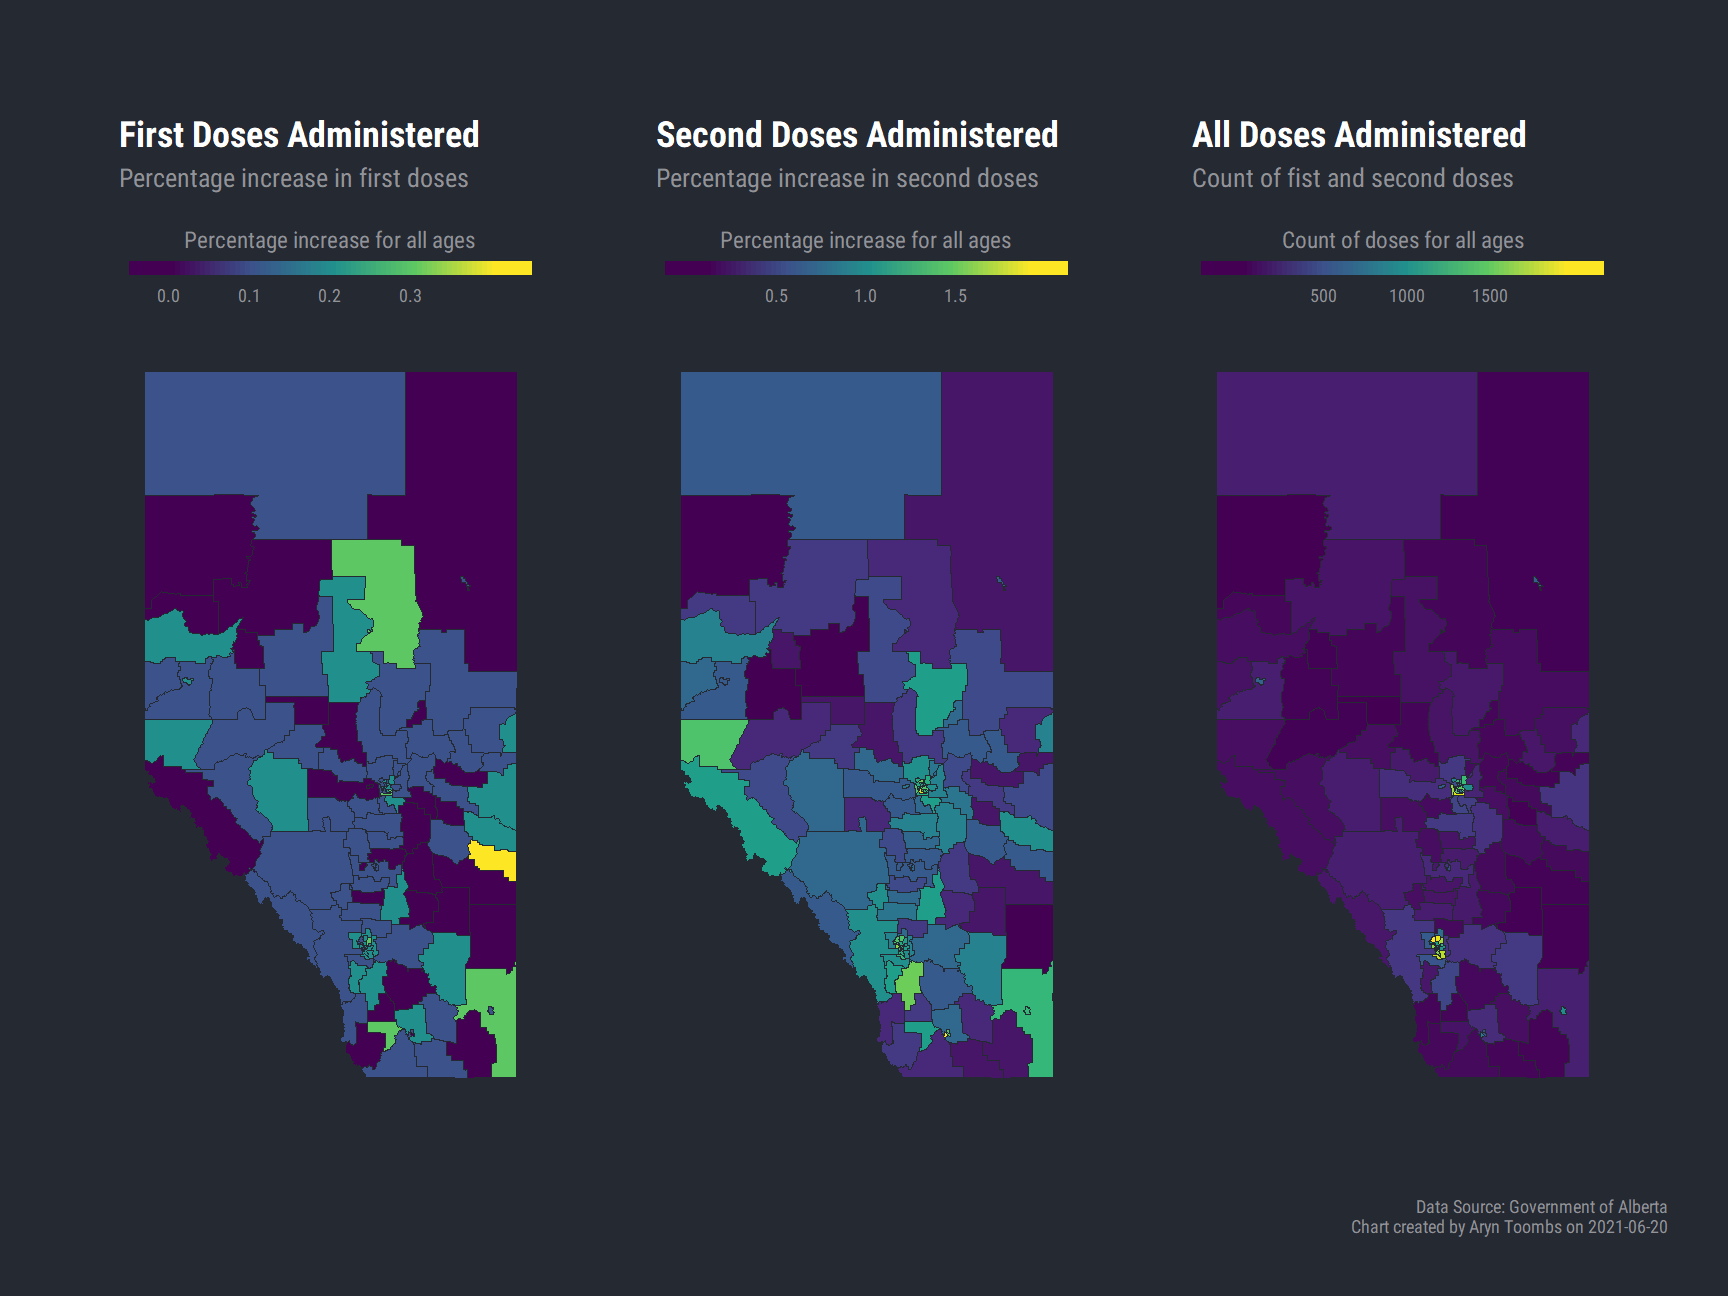 First Doses Administered
Percentage increase in first doses
Percentage increase for all ages
0.0 0.1 0.2 0.3
Second Doses Administered
Percentage increase in second doses
Percentage increase for all ages
0.5 1.0 1.5
All Doses Administered
Count of fist and second doses
Count of doses for all ages
500 1000 1500
Data Source: Government of Alberta
Chart created by Aryn Toombs on 2021-06-20